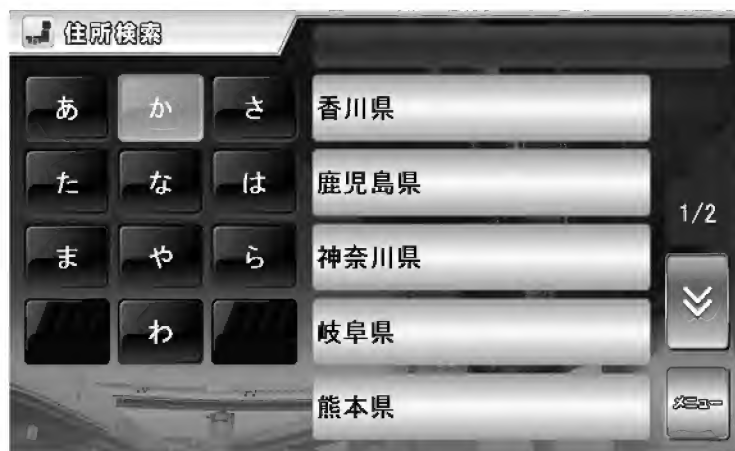 住所検索
あ か さ
た な は
ま や ら
わ
香川県
鹿児島県
神奈川県
岐阜県
熊本県
1/2
メニュー